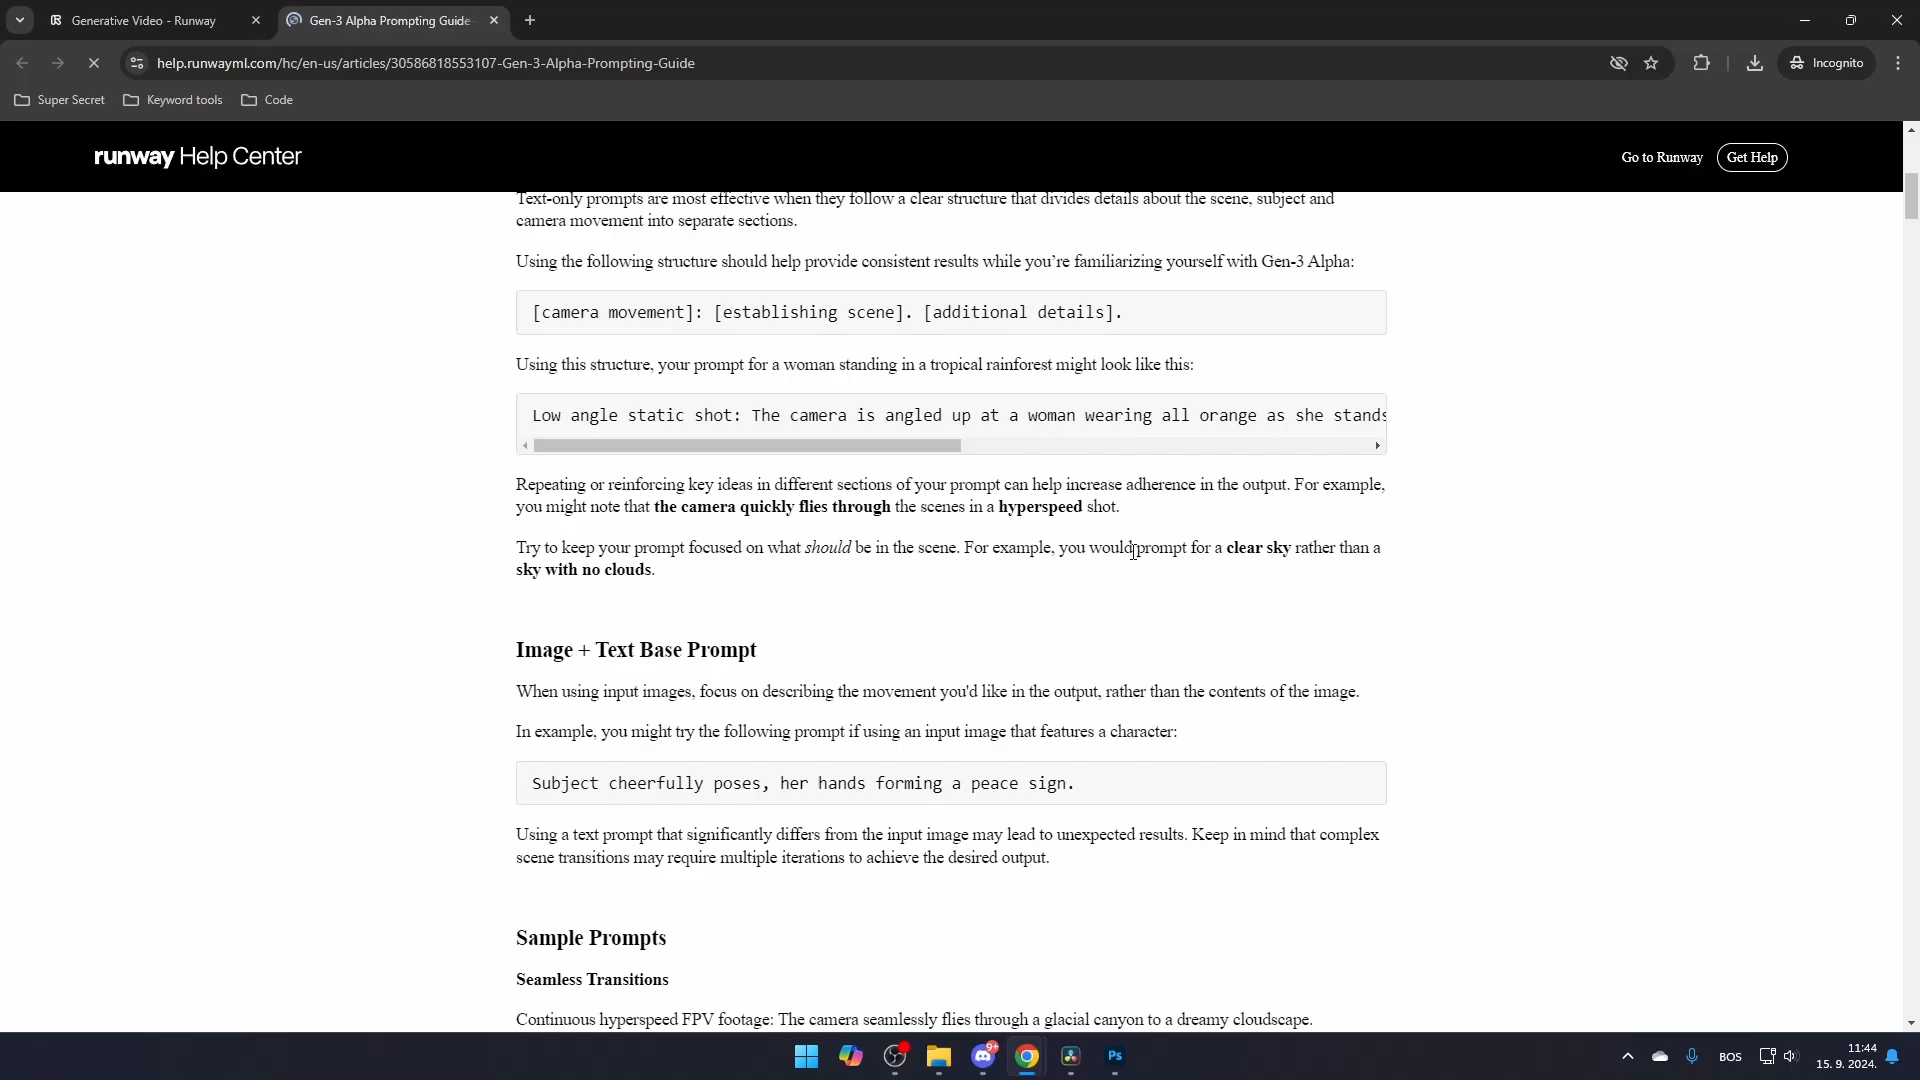 Generative Video - Runway
Gen-3 Alpha Prompting Guide
help.runwayml.com/hc/en-us/articles/30586818553107-Gen-3-Alpha-Prompting-Guide
Incognito
Super Secret
Keyword tools
Code
runway Help Center
Go to Runway
Get Help
Text-only prompts are most effective when they follow a clear structure that divides details about the scene, subject and
camera movement into separate sections.
Using the following structure should help provide consistent results while you’re familiarizing yourself with Gen-3 Alpha:
[camera movement]: [establishing scene]. [additional details].
Using this structure, your prompt for a woman standing in a tropical rainforest might look like this:
Low angle static shot: The camera is angled up at a woman wearing all orange as she stands
Repeating or reinforcing key ideas in different sections of your prompt can help increase adherence in the output. For example,
you might note that the camera quickly flies through the scenes in a hyperspeed shot.
Try to keep your prompt focused on what should be in the scene. For example, you would prompt for a clear sky rather than a
sky with no clouds.
Image + Text Base Prompt
When using input images, focus on describing the movement you'd like in the output, rather than the contents of the image.
In example, you might try the following prompt if using an input image that features a character:
Subject cheerfully poses, her hands forming a peace sign.
Using a text prompt that significantly differs from the input image may lead to unexpected results. Keep in mind that complex
scene transitions may require multiple iterations to achieve the desired output.
Sample Prompts
Seamless Transitions
Continuous hyperspeed FPV footage: The camera seamlessly flies through a glacial canyon to a dreamy cloudscape.
9+
Ps
BOS
11:44
15. 9. 2024.